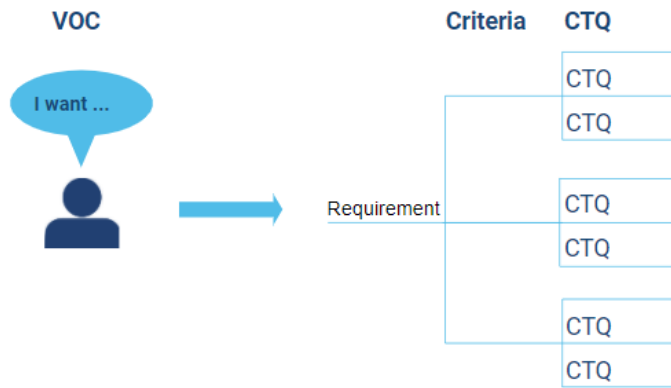 VOC
Criteria
CTQ
I want ...
Requirement
CTQ
CTQ
CTQ
CTQ
CTQ
CTQ